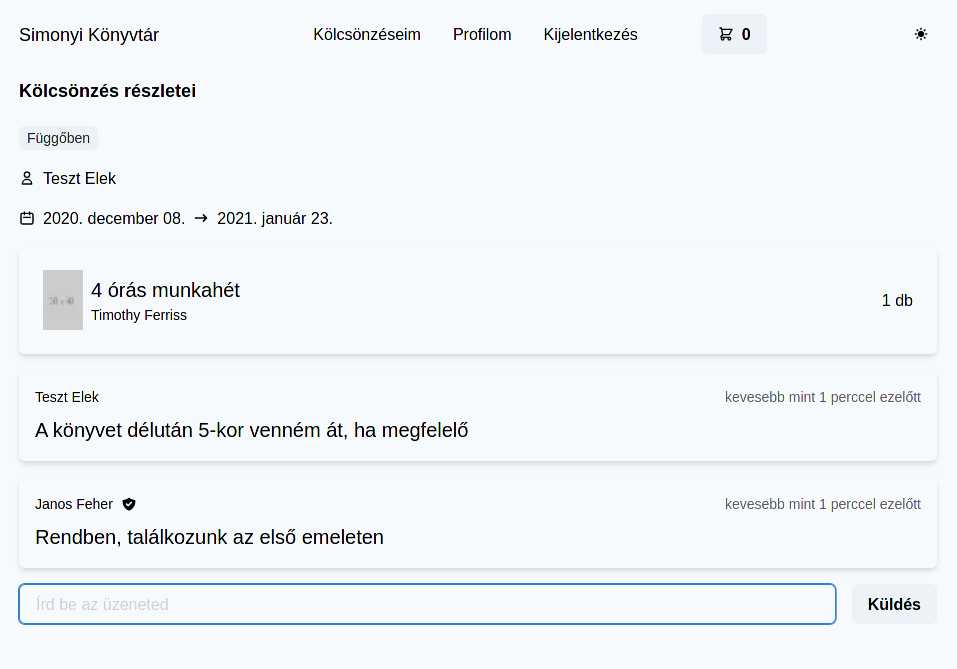 Simonyi Könyvtár
Kölcsönzéseim
Profilom
Kijelentkezés
0
Kölcsönzés részletei
Függőben
Teszt Elek
2020. december 08. → 2021. január 23.
4 órás munkahét
Timothy Ferriss
1 db
Teszt Elek
kevesebb mint 1 perccel ezelőtt
A könyvet délután 5-kor venném át, ha megfelelő
Janos Feher
kevesebb mint 1 perccel ezelőtt
Rendben, találkozunk az első emeleten
Írd be az üzeneted
Küldés